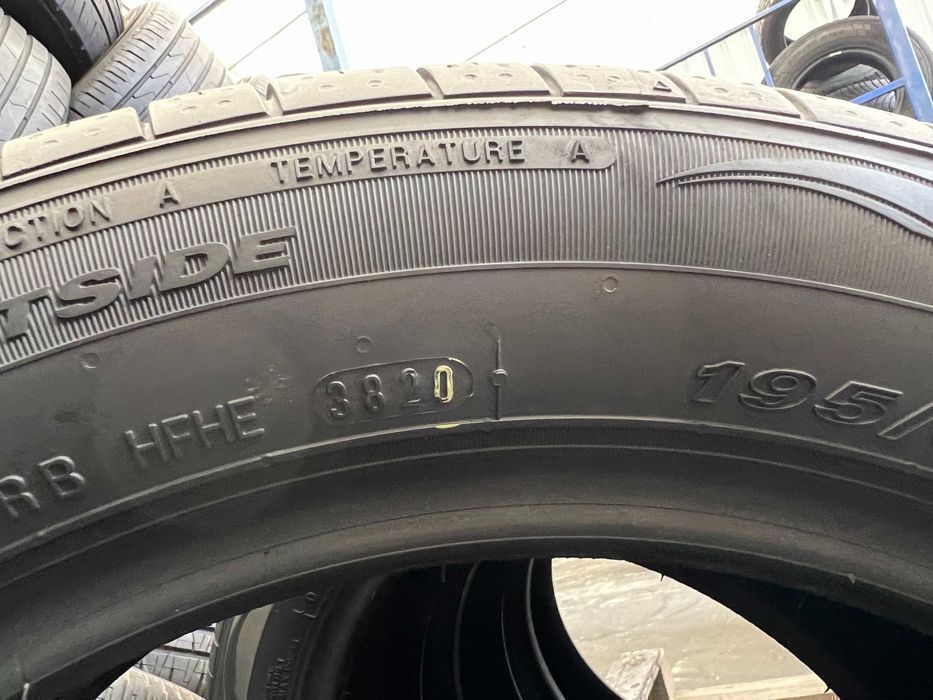 CTION A TEMPERATURE A
TSIDE
RB HFHE 3820 195/